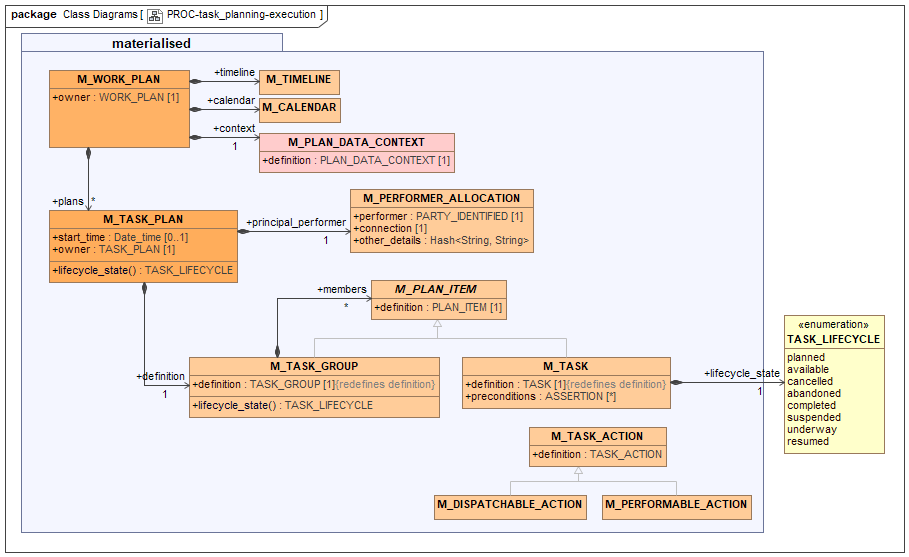 package Class Diagrams [ PROC-task_planning-execution ]
materialised
M_WORK_PLAN
+owner : WORK_PLAN [1]
+timeline
M_TIMELINE
+calendar
M_CALENDAR
+context
1
M_PLAN_DATA_CONTEXT
+definition : PLAN_DATA_CONTEXT [1]
+plans
*
M_TASK_PLAN
+start_time : Date_time [0..1]
+owner : TASK_PLAN [1]
+lifecycle_state() : TASK_LIFECYCLE
+principal_performer
1
M_PERFORMER_ALLOCATION
+performer : PARTY_IDENTIFIED [1]
+connection [1]
+other_details : Hash<String, String>
+members
*
M_PLAN_ITEM
+definition : PLAN_ITEM [1]
+definition
1
M_TASK_GROUP
+definition : TASK_GROUP [1]{redefines definition}
+lifecycle_state() : TASK_LIFECYCLE
M_TASK
+definition : TASK [1]{redefines definition}
+preconditions : ASSERTION [*]
+lifecycle_state
1
«enumeration»
TASK_LIFECYCLE
planned
available
cancelled
abandoned
completed
suspended
underway
resumed
M_TASK_ACTION
+definition : TASK_ACTION
M_DISPATCHABLE_ACTION
M_PERFORMABLE_ACTION